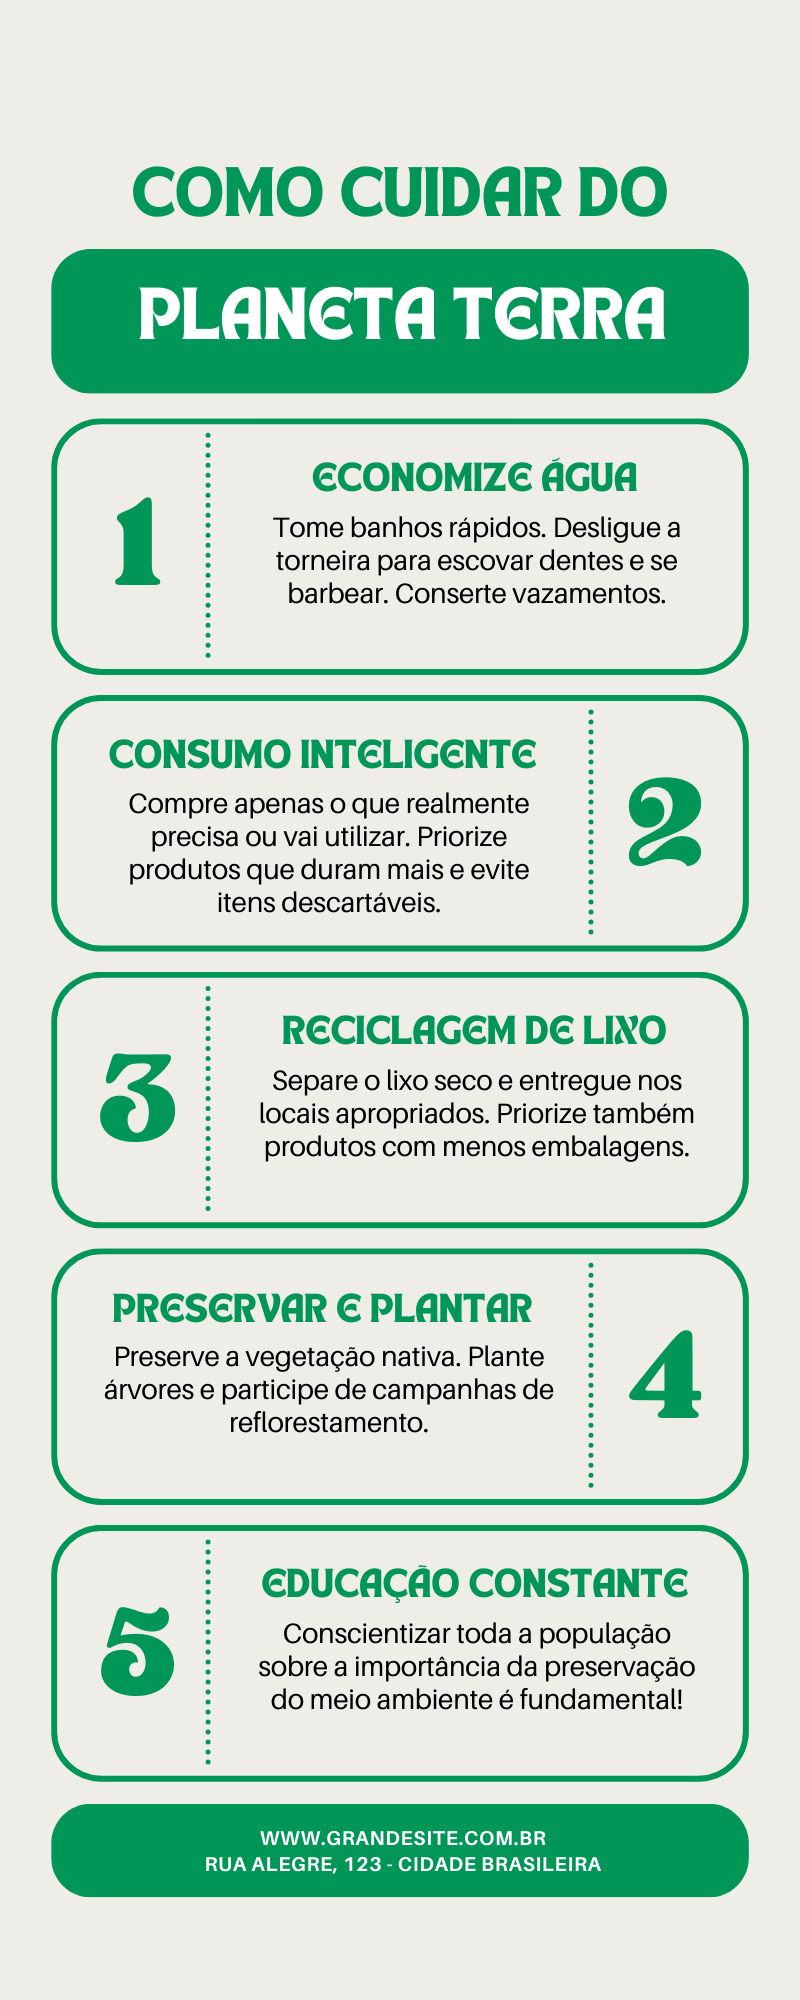 COMO CUIDAR DO
PLANETA TERRA
1
ECONOMIZE ÁGUA
Tome banhos rápidos. Desligue a
torneira para escovar dentes e se
barbear. Conserte vazamentos.
CONSUMO INTELIGENTE
Compre apenas o que realmente
precisa ou vai utilizar. Priorize
produtos que duram mais e evite
itens descartáveis.
2
3
RECICLAGEM DE LIXO
Separe o lixo seco e entregue nos
locais apropriados. Priorize também
produtos com menos embalagens.
PRESERVAR E PLANTAR
Preserve a vegetação nativa. Plante
árvores e participe de campanhas de
reflorestamento.
4
5
EDUCAÇÃO CONSTANTE
Conscientizar toda a população
sobre a importância da preservação
do meio ambiente é fundamental!
WWW.GRANDESITE.COM.BR
RUA ALEGRE, 123 - CIDADE BRASILEIRA